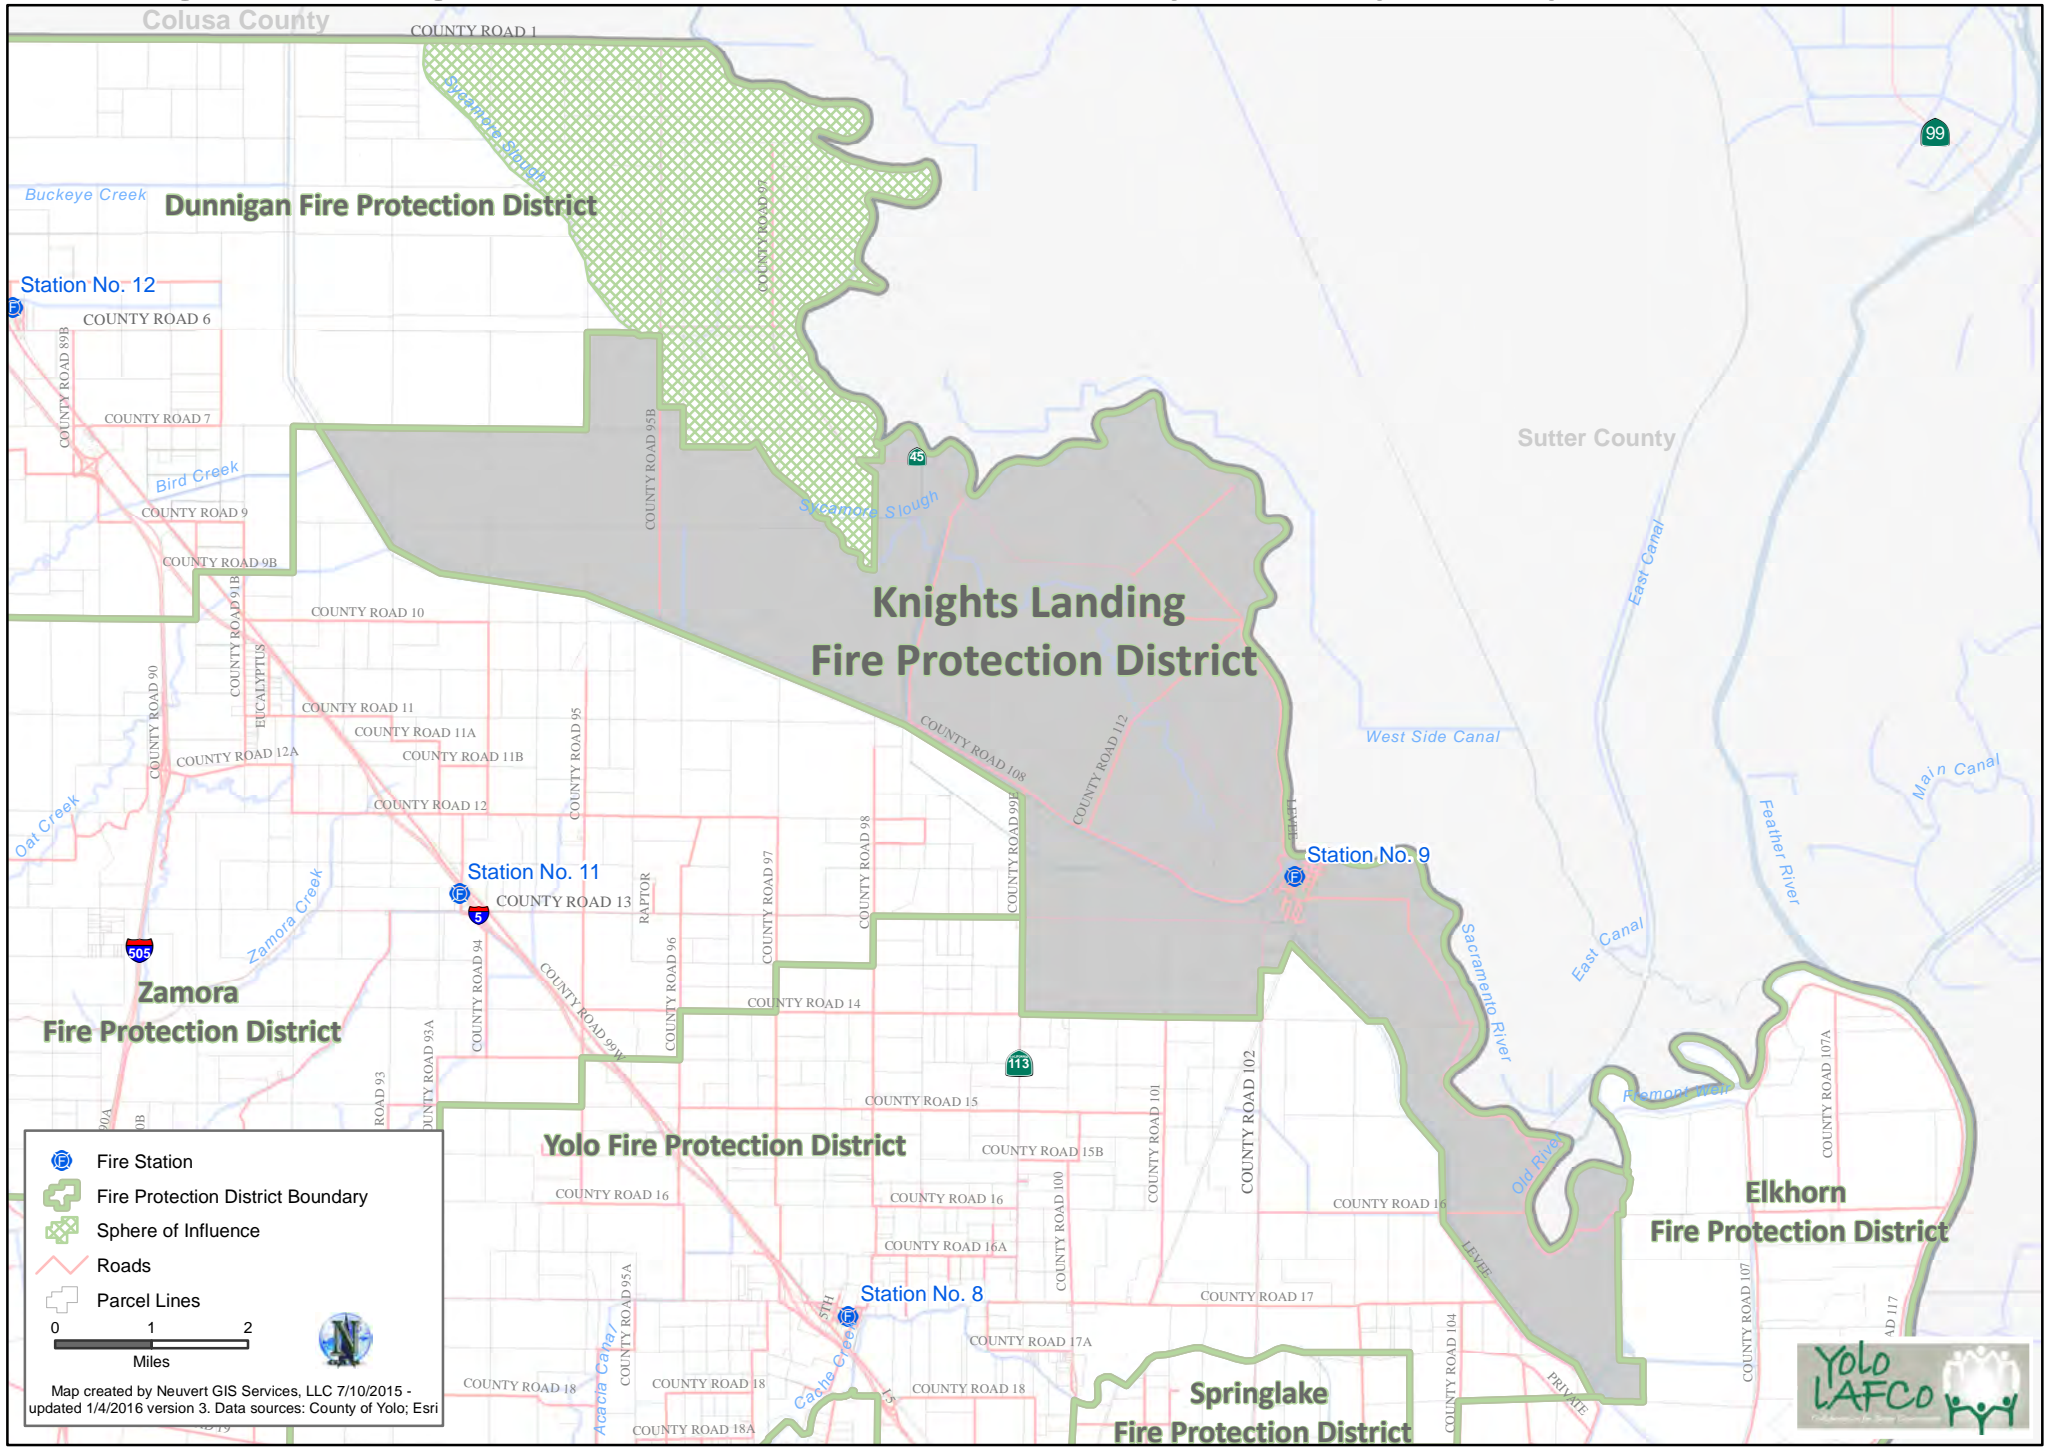 Colusa County
COUNTY ROAD 1
99
Sycamore Slough
Buckeye Creek
Dunnigan Fire Protection District
COUNTY ROAD 97
Station No. 12
COUNTY ROAD 6
COUNTY ROAD 89B
COUNTY ROAD 7
COUNTY ROAD 95B
45
Sutter County
Bird Creek
Sycamore Slough
COUNTY ROAD 9
COUNTY ROAD 9B
East Canal
COUNTY ROAD 91B
COUNTY ROAD 10
Knights Landing
Fire Protection District
EUCALYPTUS
COUNTY ROAD 90
COUNTY ROAD 11
COUNTY ROAD 11A
COUNTY ROAD 11B
COUNTY ROAD 12A
COUNTY ROAD 95
COUNTY ROAD 108
COUNTY ROAD 112
West Side Canal
Main Canal
COUNTY ROAD 12
Oat Creek
COUNTY ROAD 98
COUNTY ROAD 99E
LEVEE
Feather River
Station No. 9
Station No. 11
COUNTY ROAD 13
5
RAPTOR
COUNTY ROAD 97
Zamora Creek
505
COUNTY ROAD 94
COUNTY ROAD 96
Sacramento River
East Canal
Zamora
Fire Protection District
COUNTY ROAD 99W
COUNTY ROAD 14
COUNTY ROAD 93A
ROAD 93
90A
0B
113
COUNTY ROAD 102
COUNTY ROAD 101
COUNTY ROAD 107A
Fremont Weir
COUNTY ROAD 15
Yolo Fire Protection District
COUNTY ROAD 15B
Old River
COUNTY ROAD 16
COUNTY ROAD 16
COUNTY ROAD 100
COUNTY ROAD 16
Elkhorn
Fire Protection District
COUNTY ROAD 16A
LEVEE
COUNTY ROAD 95A
Station No. 8
5TH
COUNTY ROAD 17
COUNTY ROAD 107
AD 117
COUNTY ROAD 17A
COUNTY ROAD 104
Acacia Canal
Cache Creek
COUNTY ROAD 18
COUNTY ROAD 18
COUNTY ROAD 18
I-5
Springlake
Fire Protection District
PRIVATE
COUNTY ROAD 18A
Fire Station
Fire Protection District Boundary
Sphere of Influence
Roads
Parcel Lines
0 1 2
Miles
N
Map created by Neuvert GIS Services, LLC 7/10/2015 -
updated 1/4/2016 version 3. Data sources: County of Yolo; Esri
YOLO
LAFCO